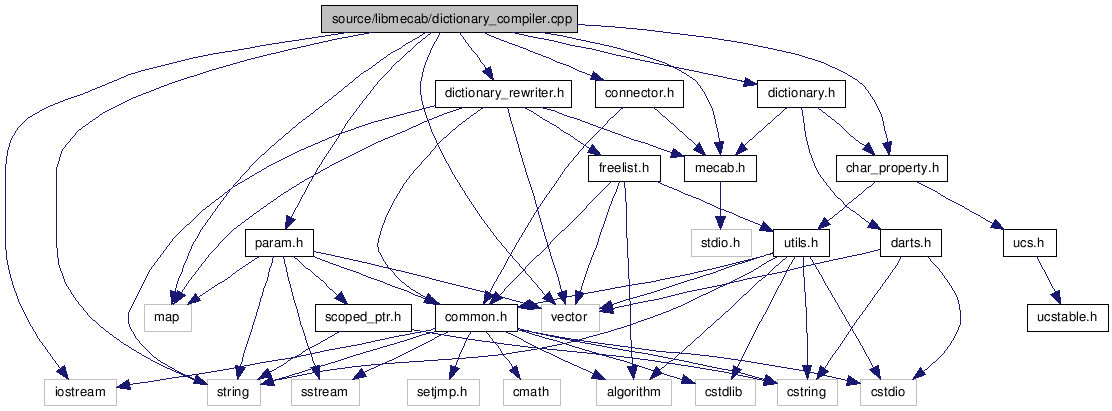 source/libmecab/dictionary_compiler.cpp
dictionary_rewriter.h
connector.h
dictionary.h
freelist.h
mecab.h
char_property.h
param.h
stdio.h
utils.h
darts.h
ucs.h
map
scoped_ptr.h
common.h
vector
ucstable.h
iostream
string
sstream
setjmp.h
cmath
algorithm
cstdlib
cstring
cstdio